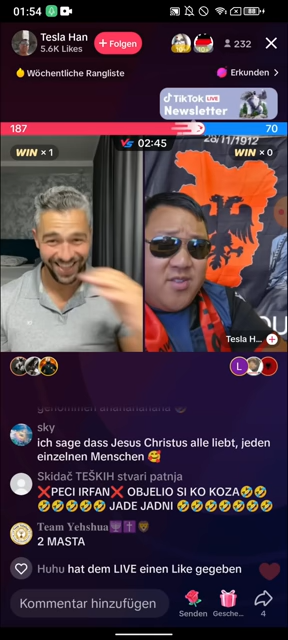 01:54
88
Tesla Han
5.6K Likes
+ Folgen
232
Wöchentliche Rangliste
Erkunden >
TikTok LIVE
Newsletter
187
70
28/11/1912
WIN × 1
VS 02:45
WIN × 0
Tesla H...
L
sky
ich sage dass Jesus Christus alle liebt, jeden
einzelnen Menschen 🥰
Skidač TEŠKIH stvari patnja
❌PECI IRFAN❌ OBJELIO SI KO KOZA🤣🤣
🤣🤣🤣🤣🤣 JADE JADNI 🤣🤣🤣🤣🤣🤣🤣
Team Yehshua🕎✝️🦁
2 MASTA
Huhu hat dem LIVE einen Like gegeben
Kommentar hinzufügen
Senden
Gesche...
4